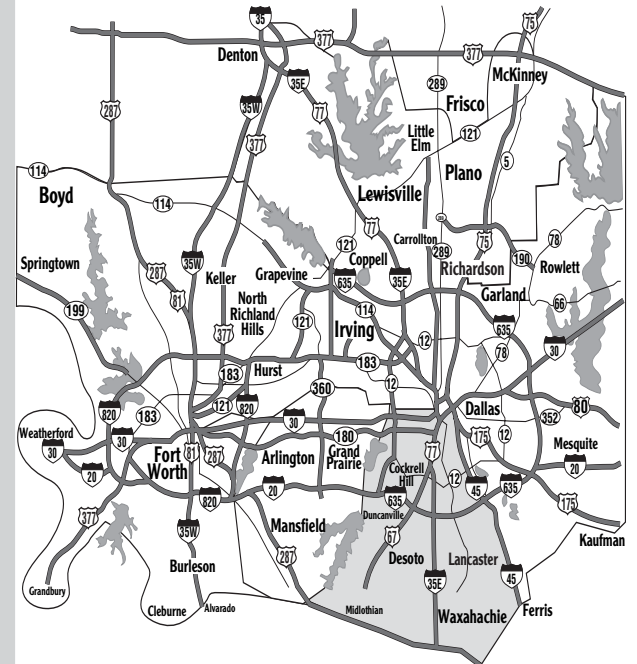 35
75
377
377
Denton
McKinney
35E
289
Frisco
287
35W
77
Little
Elm
121
377
Plano
5
114
Boyd
Lewisville
114
77
78
121
Carrollton
289
75
Springtown
35W
Coppell
190
287
Keller
Grapevine
635
35E
Richardson
Rowlett
81
North
Richland
Hills
Garland
66
199
114
121
Irving
635
377
12
78
30
183
Hurst
183
360
12
820
183
121
820
Dallas
80
352
30
Weatherford
180
175
12
30
30
Fort
Worth
81
287
Arlington
Grand
Prairie
77
Mesquite
20
Cockrell
Hill
12
20
820
20
635
45
635
377
Duncanville
175
35W
Mansfield
67
Kaufman
287
Desoto
Lancaster
Burleson
35E
45
Grandbury
Cleburne
Alvarado
Midlothian
Waxahachie
Ferris